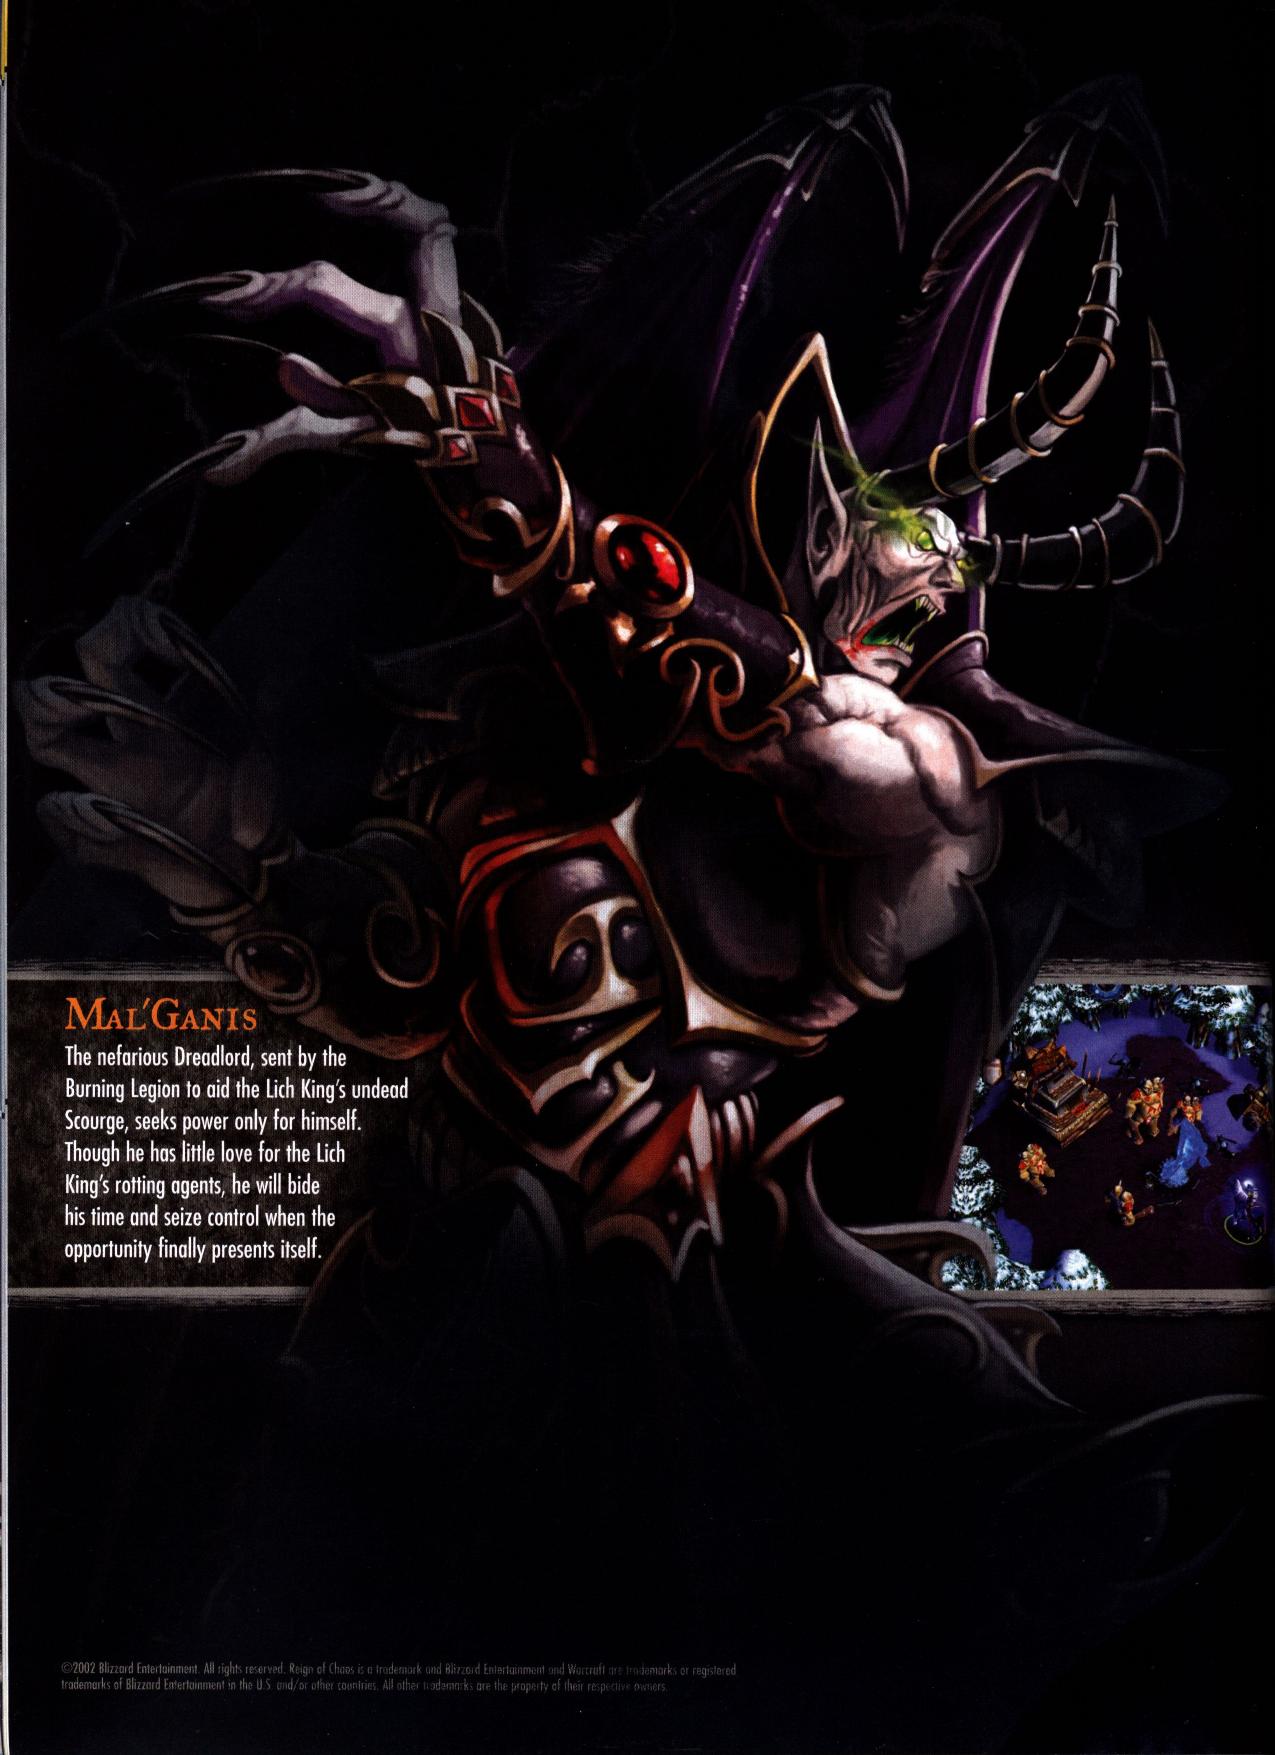 Mal'Ganis
The nefarious Dreadlord, sent by the
Burning Legion to aid the Lich King's undead
Scourge, seeks power only for himself.
Though he has little love for the Lich
King's rotting agents, he will bide
his time and seize control when the
opportunity finally presents itself.
©2002 Blizzard Entertainment. All rights reserved. Reign of Chaos is a trademark and Blizzard Entertainment and Warcraft are trademarks or registered
trademarks of Blizzard Entertainment in the U.S. and/or other countries. All other trademarks are the property of their respective owners.